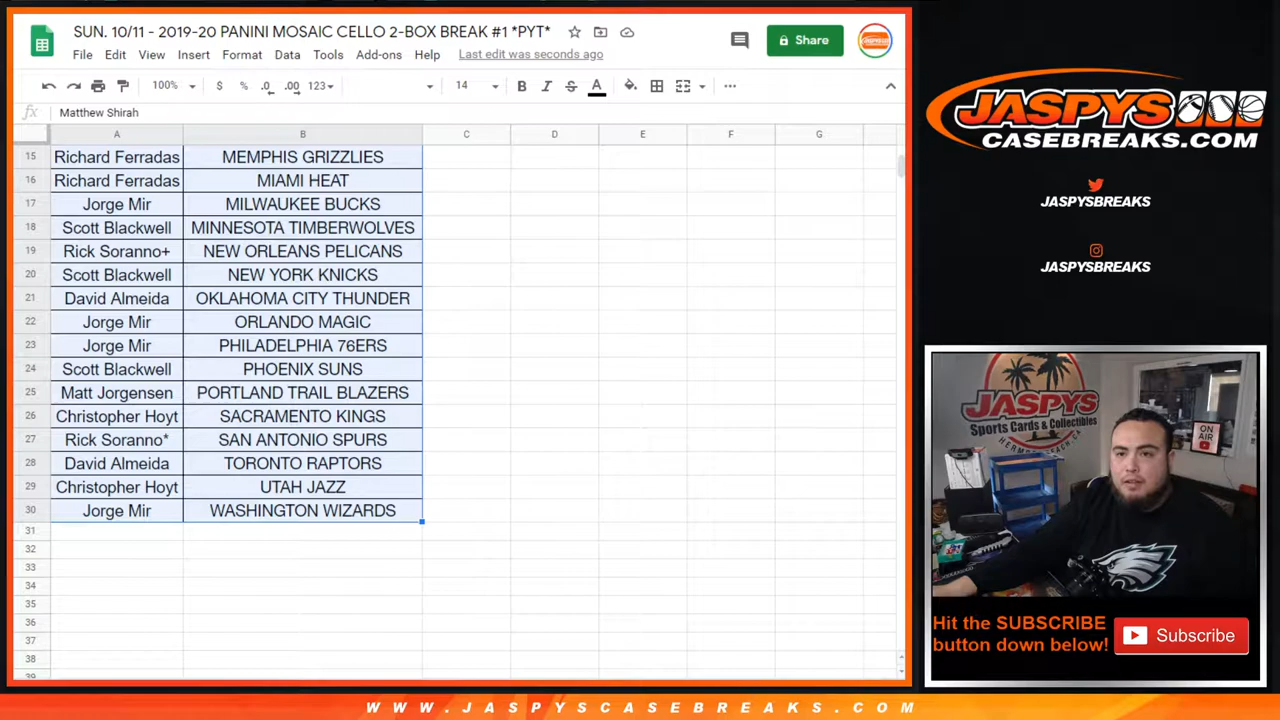 SUN. 10/11 - 2019-20 PANINI MOSAIC CELLO 2-BOX BREAK #1 *PYT*
File Edit View Insert Format Data Tools Add-ons Help Last edit was seconds ago
Share
100% $ % .0 .00 123 14 B I S A
fx Matthew Shirah
A B C D E F G
15 Richard Ferradas MEMPHIS GRIZZLIES
16 Richard Ferradas MIAMI HEAT
17 Jorge Mir MILWAUKEE BUCKS
18 Scott Blackwell MINNESOTA TIMBERWOLVES
19 Rick Soranno+ NEW ORLEANS PELICANS
20 Scott Blackwell NEW YORK KNICKS
21 David Almeida OKLAHOMA CITY THUNDER
22 Jorge Mir ORLANDO MAGIC
23 Jorge Mir PHILADELPHIA 76ERS
24 Scott Blackwell PHOENIX SUNS
25 Matt Jorgensen PORTLAND TRAIL BLAZERS
26 Christopher Hoyt SACRAMENTO KINGS
27 Rick Soranno* SAN ANTONIO SPURS
28 David Almeida TORONTO RAPTORS
29 Christopher Hoyt UTAH JAZZ
30 Jorge Mir WASHINGTON WIZARDS
31
32
33
34
35
36
37
38
39
JASPYS
CASEBREAKS.COM
JASPYSBREAKS
JASPYSBREAKS
JASPYS
Sports Cards & Collectibles
ON
AIR
Hit the SUBSCRIBE
button down below!
Subscribe
WWW.JASPYSCASEBREAKS.COM